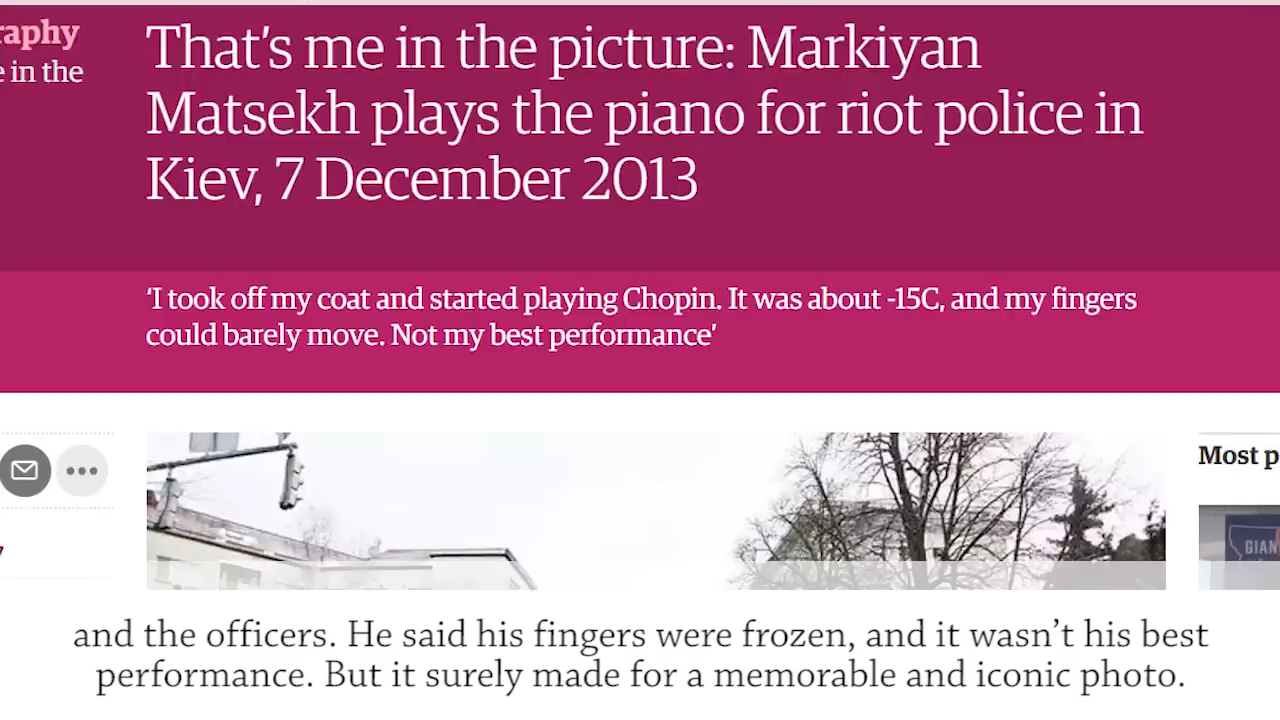 raphy
e in the
That's me in the picture: Markiyan
Matsekh plays the piano for riot police in
Kiev, 7 December 2013
‘I took off my coat and started playing Chopin. It was about -15C, and my fingers
could barely move. Not my best performance’
Most p
GIAN
and the officers. He said his fingers were frozen, and it wasn't his best
performance. But it surely made for a memorable and iconic photo.